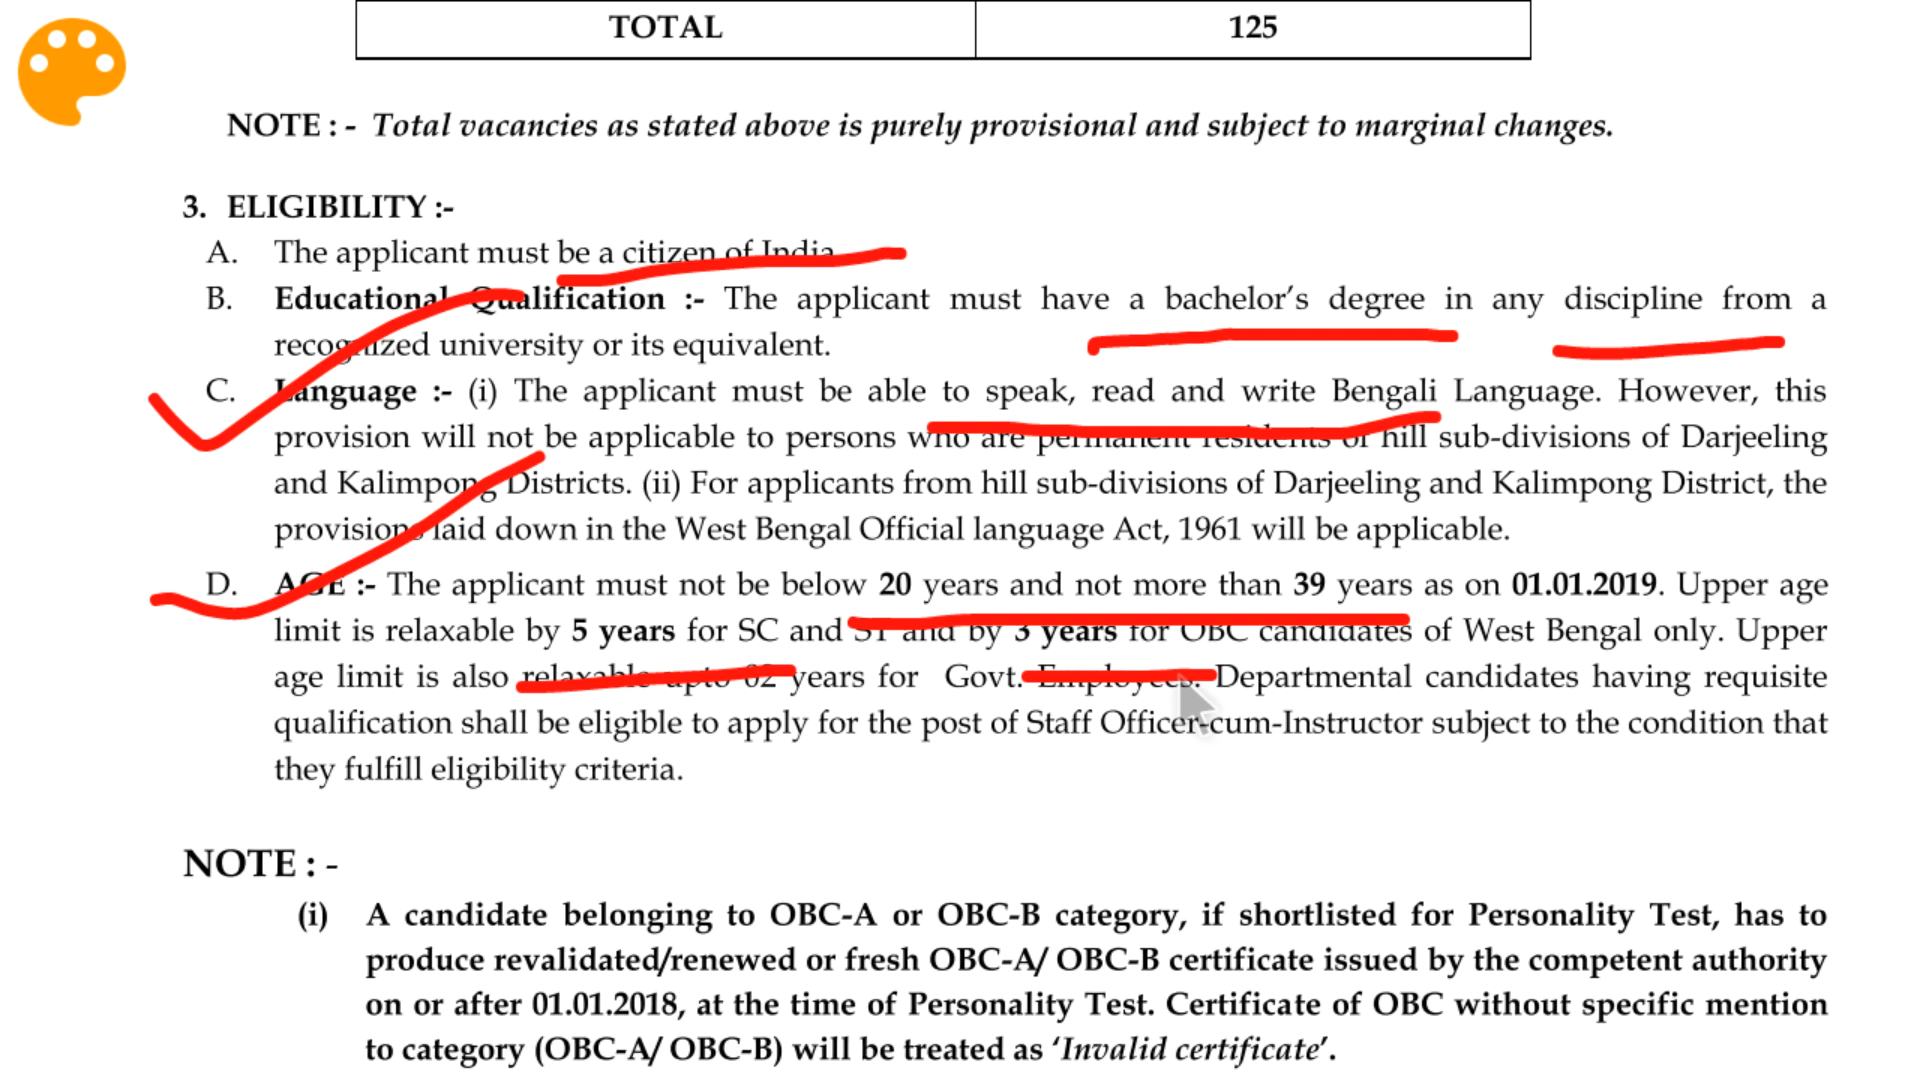 TOTAL 125
NOTE : - Total vacancies as stated above is purely provisional and subject to marginal changes.
3. ELIGIBILITY :-
A. The applicant must be a citizen of India
B. Educational Qualification :- The applicant must have a bachelor’s degree in any discipline from a
recognized university or its equivalent.
C. Language :- (i) The applicant must be able to speak, read and write Bengali Language. However, this
provision will not be applicable to persons who are permanent residents of hill sub-divisions of Darjeeling
and Kalimpong Districts. (ii) For applicants from hill sub-divisions of Darjeeling and Kalimpong District, the
provisions laid down in the West Bengal Official language Act, 1961 will be applicable.
D. AGE :- The applicant must not be below 20 years and not more than 39 years as on 01.01.2019. Upper age
limit is relaxable by 5 years for SC and ST and by 3 years for OBC candidates of West Bengal only. Upper
age limit is also relaxable upto 02 years for Govt. Employees. Departmental candidates having requisite
qualification shall be eligible to apply for the post of Staff Officer-cum-Instructor subject to the condition that
they fulfill eligibility criteria.
NOTE : -
(i) A candidate belonging to OBC-A or OBC-B category, if shortlisted for Personality Test, has to
produce revalidated/renewed or fresh OBC-A/ OBC-B certificate issued by the competent authority
on or after 01.01.2018, at the time of Personality Test. Certificate of OBC without specific mention
to category (OBC-A/ OBC-B) will be treated as ‘Invalid certificate’.